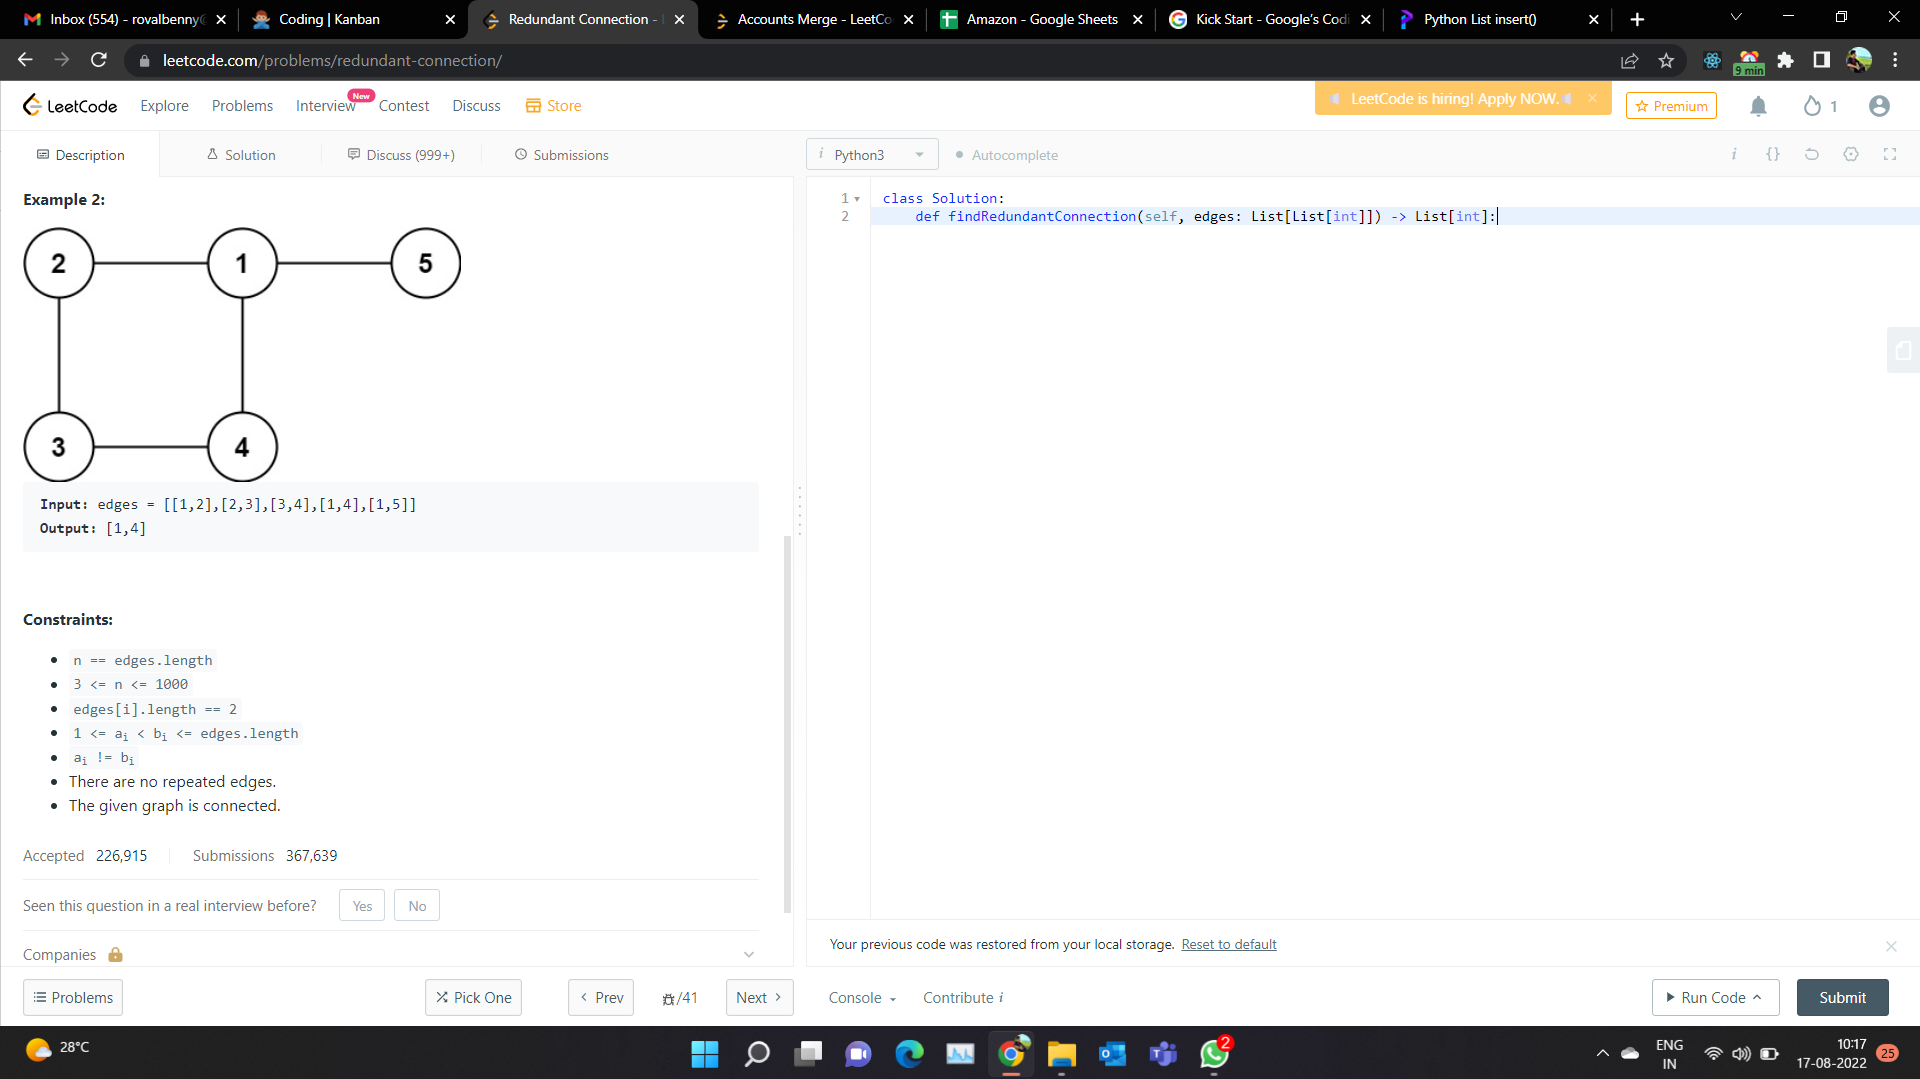 Inbox (554) - rovalbenny@
Coding | Kanban
Redundant Connection -
Accounts Merge - LeetCo
Amazon - Google Sheets
Kick Start - Google's Codi
Python List insert()
leetcode.com/problems/redundant-connection/
9 min
LeetCode
Explore
Problems
Interview
New
Contest
Discuss
Store
LeetCode is hiring! Apply NOW.
Premium
1
Description
Solution
Discuss (999+)
Submissions
i Python3
Autocomplete
i {}
Example 2:
2 1 5
3 4
Input: edges = [[1,2],[2,3],[3,4],[1,4],[1,5]]
Output: [1,4]
Constraints:
n == edges.length
3 <= n <= 1000
edges[i].length == 2
1 <= ai < bi <= edges.length
ai != bi
There are no repeated edges.
The given graph is connected.
Accepted 226,915 Submissions 367,639
Seen this question in a real interview before? Yes No
Companies
1 class Solution:
2 def findRedundantConnection(self, edges: List[List[int]]) -> List[int]:
Your previous code was restored from your local storage. Reset to default
Problems
Pick One
Prev
/41
Next
Console
Contribute i
Run Code
Submit
28°C
2
ENG
IN
10:17
17-08-2022
25